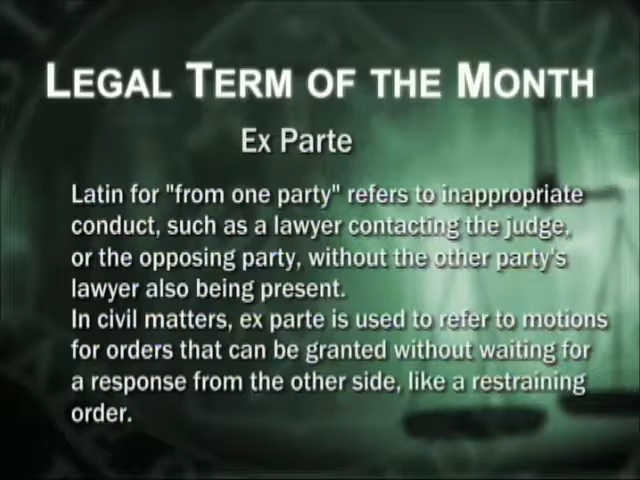 LEGAL TERM OF THE MONTH
Ex Parte
Latin for "from one party" refers to inappropriate
conduct, such as a lawyer contacting the judge,
or the opposing party, without the other party's
lawyer also being present.
In civil matters, ex parte is used to refer to motions
for orders that can be granted without waiting for
a response from the other side, like a restraining
order.